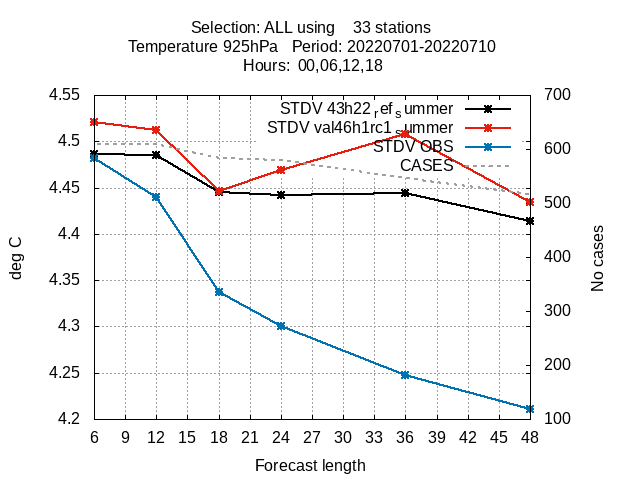 Selection: ALL using    33 stations
Temperature 925hPa   Period: 20220701-20220710
Hours: 00,06,12,18
4.55
4.5
4.45
4.4
4.35
4.3
4.25
4.2
deg C
STDV 43h22_ref_summer
STDV val46h1rc1_summer
STDV OBS
CASES
700
600
500
400
300
200
100
No cases
6 9 12 15 18 21 24 27 30 33 36 39 42 45 48
Forecast length